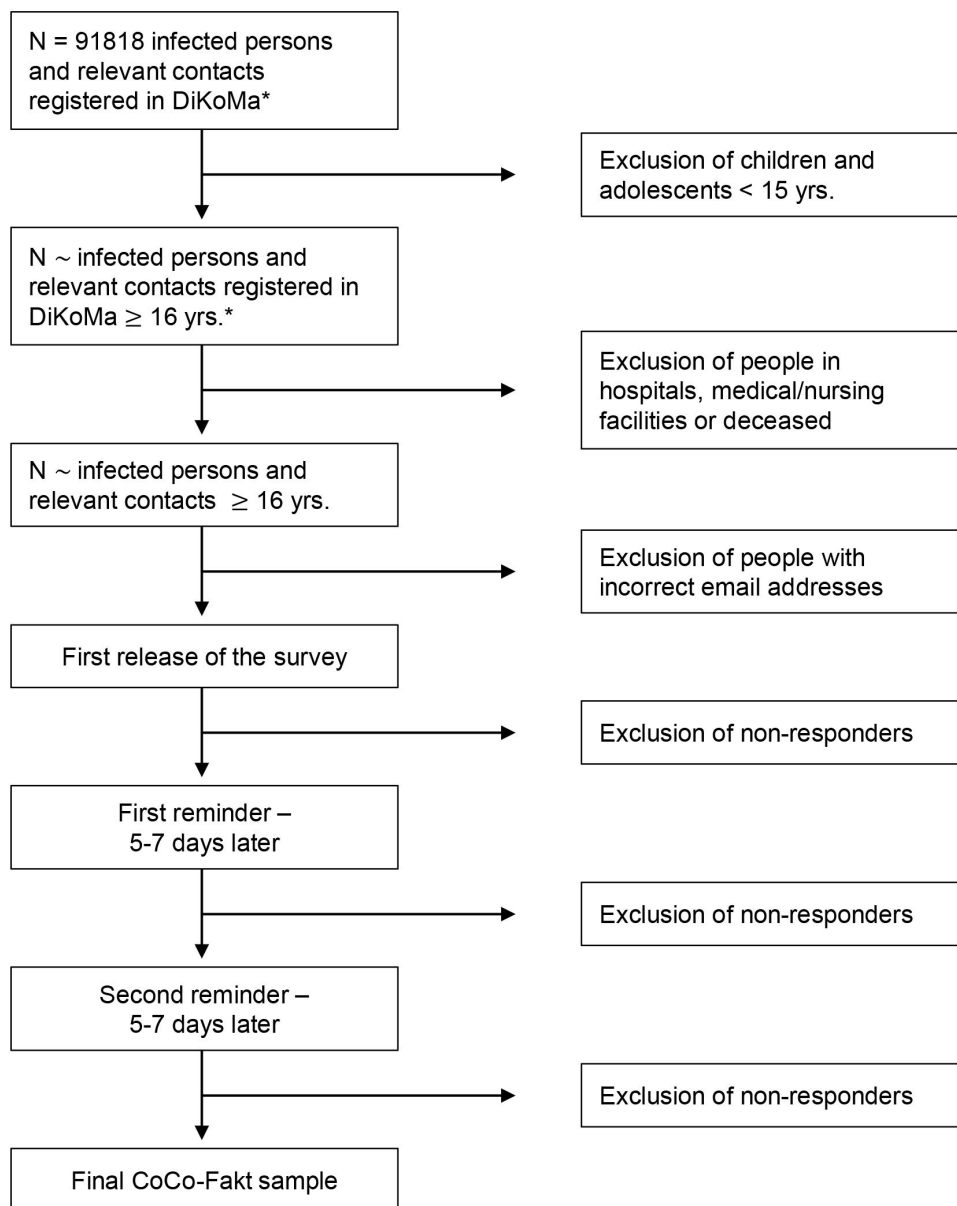 N = 91818 infected persons
and relevant contacts
registered in DiKoMa*
Exclusion of children and
adolescents < 15 yrs.
N ~ infected persons and
relevant contacts registered in
DiKoMa ≥ 16 yrs.*
Exclusion of people in
hospitals, medical/nursing
facilities or deceased
N ~ infected persons and
relevant contacts ≥ 16 yrs.
Exclusion of people with
incorrect email addresses
First release of the survey
Exclusion of non-responders
First reminder –
5-7 days later
Exclusion of non-responders
Second reminder –
5-7 days later
Exclusion of non-responders
Final CoCo-Fakt sample